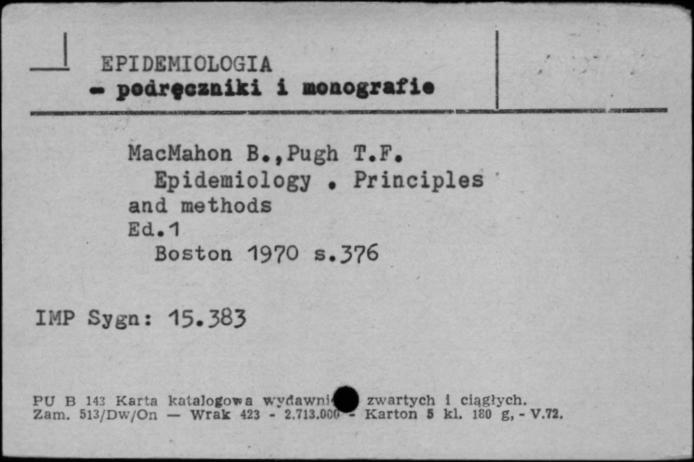 EPIDEMIOLOGIA
- podręczniki i monografie
MacMahon B.,Pugh T.F.
Epidemiology . Principles
and methods
Ed.1
Boston 1970 s.376
IMP Sygn: 15.383
PU B 143 Karta katalogowa zwartych i ciągłych.
Zam. 513/Dw/On — Wrak 423 - 2.713.000 - Karton 5 kl. 180 g, - V.72.